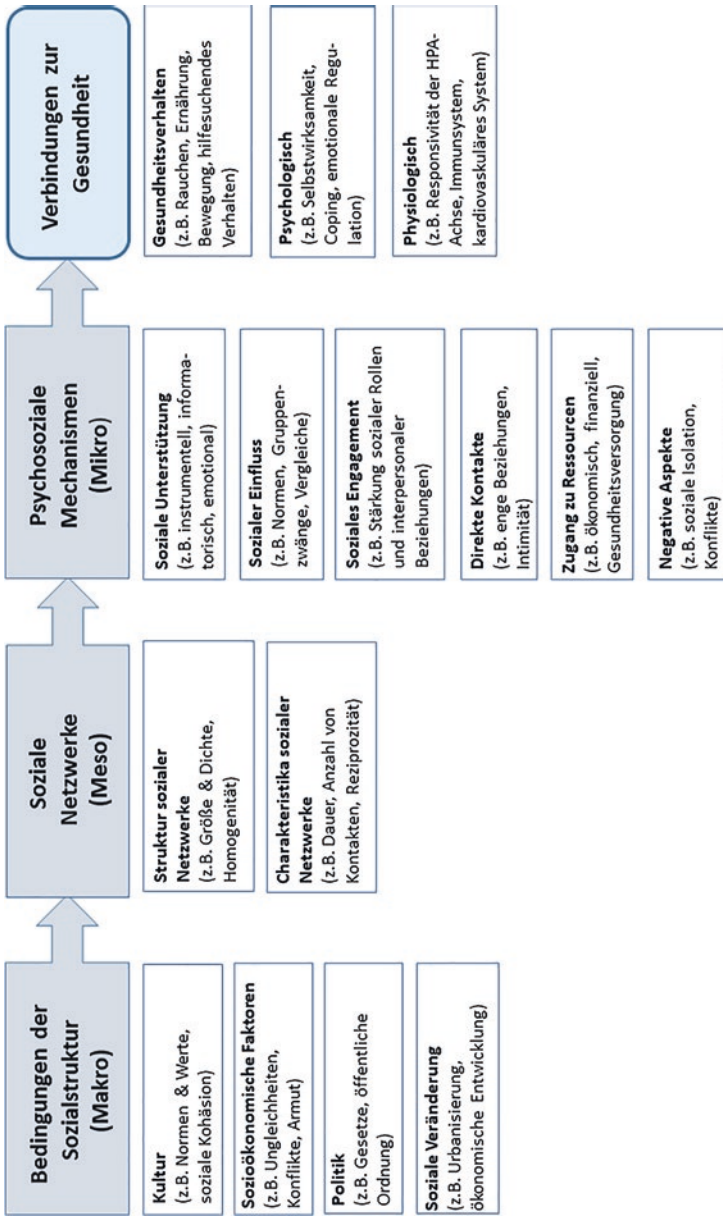 Bedingungen der
Sozialstruktur
(Makro)
Kultur
(z.B. Normen & Werte,
soziale Kohäsion)
Sozioökonomische Faktoren
(z.B. Ungleichheiten,
Konflikte, Armut)
Politik
(z.B. Gesetze, öffentliche
Ordnung)
Soziale Veränderung
(z.B. Urbanisierung,
ökonomische Entwicklung)
Soziale
Netzwerke
(Meso)
Struktur sozialer
Netzwerke
(z.B. Größe & Dichte,
Homogenität)
Charakteristika sozialer
Netzwerke
(z.B. Dauer, Anzahl von
Kontakten, Reziprozität)
Psychosoziale
Mechanismen
(Mikro)
Soziale Unterstützung
(z.B. instrumentell, informa-
torisch, emotional)
Sozialer Einfluss
(z.B. Normen, Gruppen-
zwänge, Vergleiche)
Soziales Engagement
(z.B. Stärkung sozialer Rollen
und interpersonaler
Beziehungen)
Direkte Kontakte
(z.B. enge Beziehungen,
Intimität)
Zugang zu Ressourcen
(z.B. ökonomisch, finanziell,
Gesundheitsversorgung)
Negative Aspekte
(z.B. soziale Isolation,
Konflikte)
Verbindungen zur
Gesundheit
Gesundheitsverhalten
(z.B. Rauchen, Ernährung,
Bewegung, hilfesuchendes
Verhalten)
Psychologisch
(z.B. Selbstwirksamkeit,
Coping, emotionale Regu-
lation)
Physiologisch
(z.B. Responsivität der HPA-
Achse, Immunsystem,
kardiovaskuläres System)